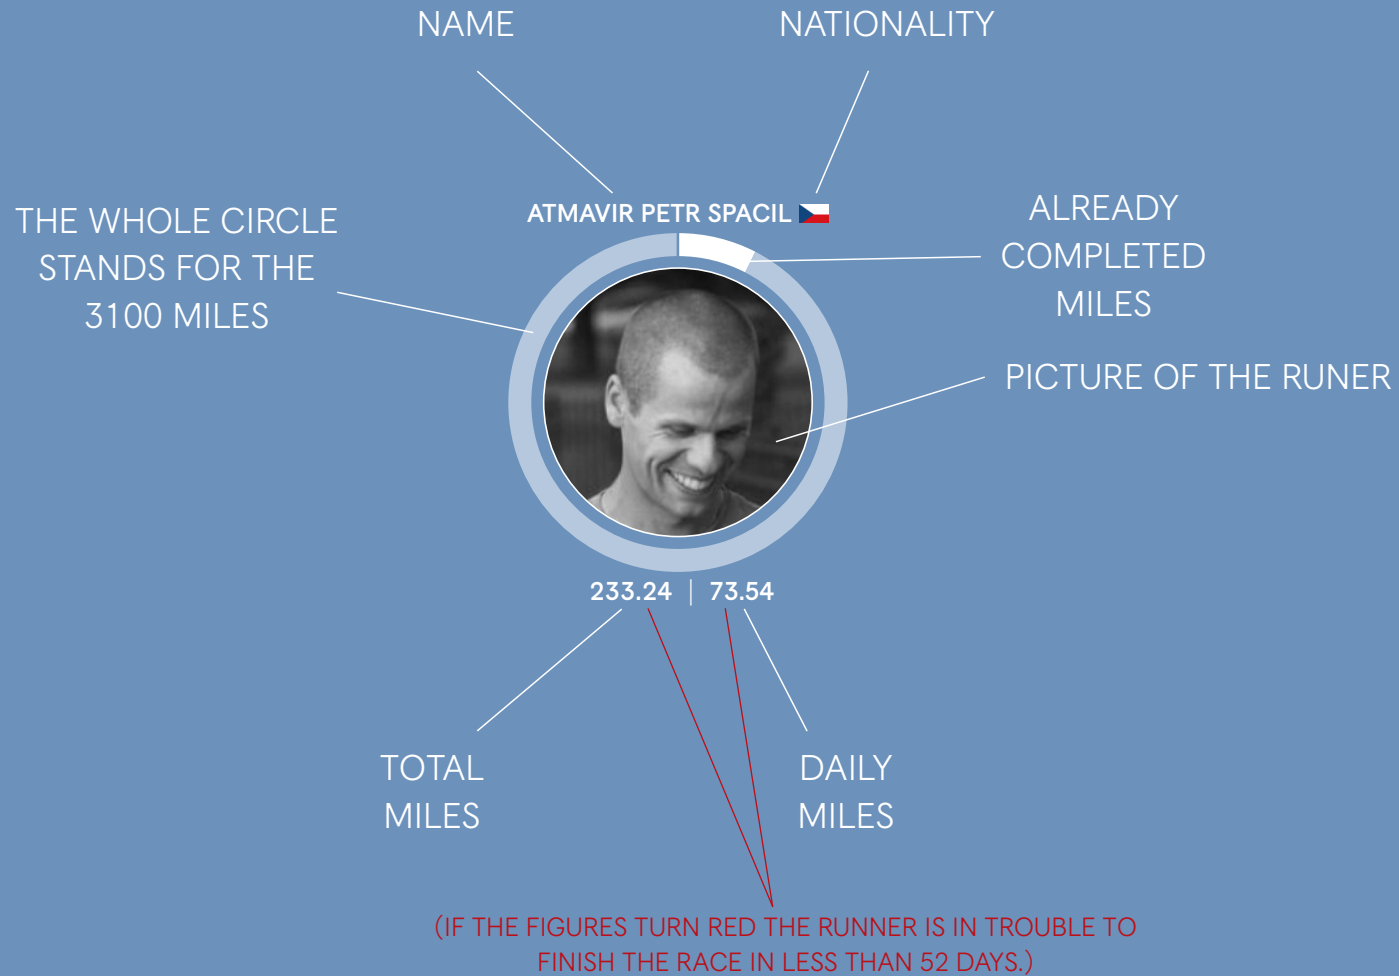 NAME
NATIONALITY
ATMAVIR PETR SPACIL
THE WHOLE CIRCLE
STANDS FOR THE
3100 MILES
ALREADY
COMPLETED
MILES
PICTURE OF THE RUNER
233.24 | 73.54
TOTAL
MILES
DAILY
MILES
(IF THE FIGURES TURN RED THE RUNNER IS IN TROUBLE TO
FINISH THE RACE IN LESS THAN 52 DAYS.)